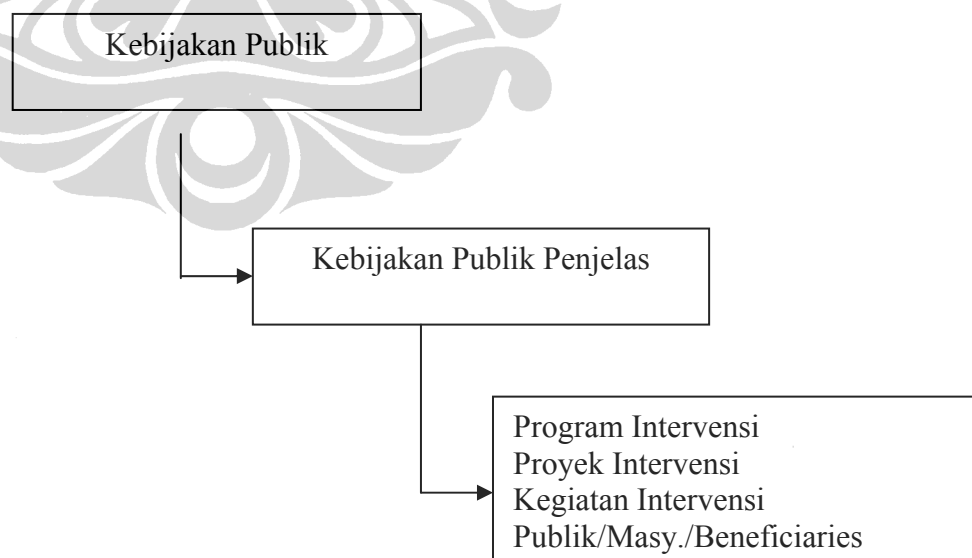 Kebijakan Publik
Kebijakan Publik Penjelas
Program Intervensi
Proyek Intervensi
Kegiatan Intervensi
Publik/Masy./Beneficiaries